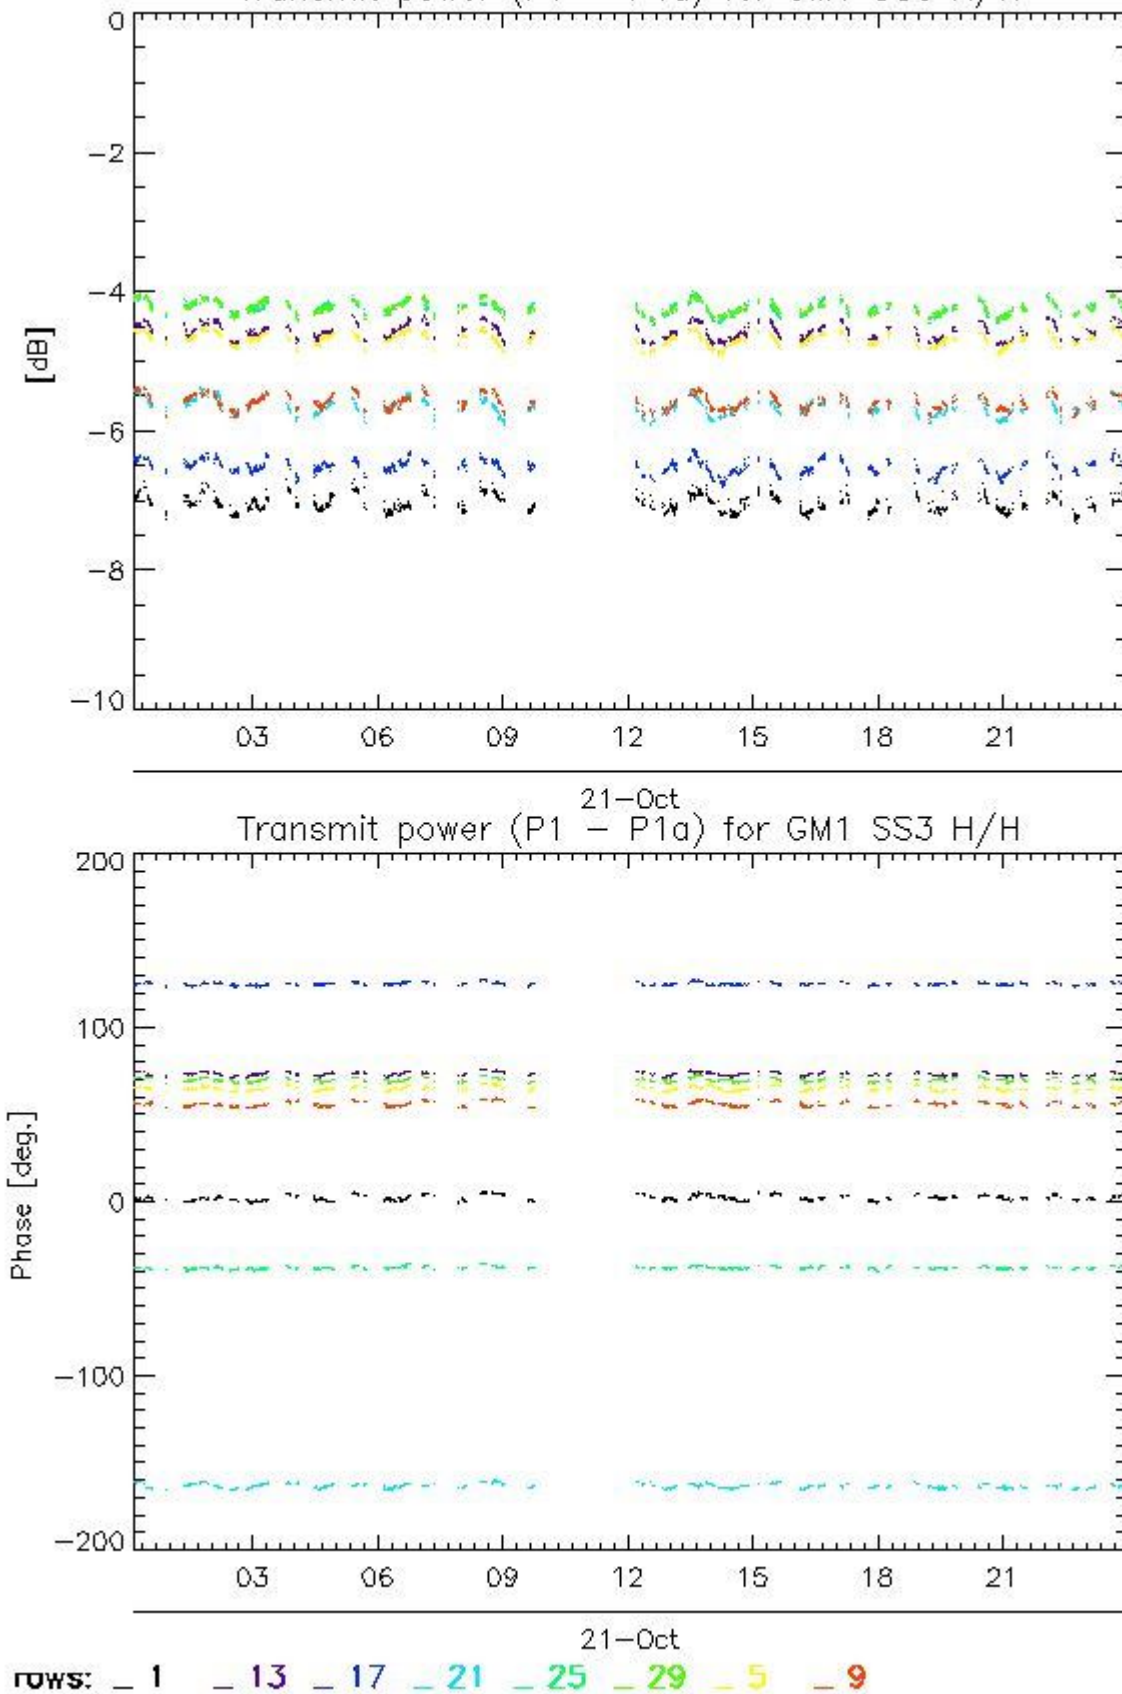 0
-2
-4
-6
-8
-10
[dB]
03 06 09 12 15 18 21
21-Oct
Transmit power (P1 - P1a) for GM1 SS3 H/H
200
100
0
-100
-200
Phase [deg.]
03 06 09 12 15 18 21
21-Oct
rows: _ 1 _ 13 _ 17 _ 21 _ 25 _ 29 _ 5 _ 9